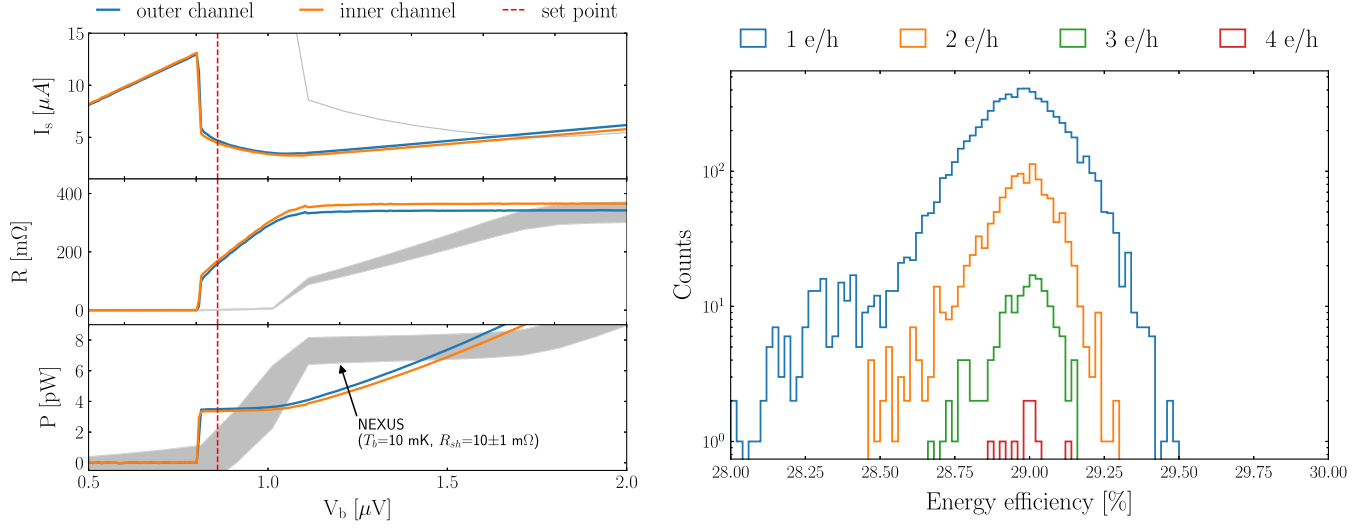 outer channel inner channel set point
15
10
5
I_s [μA]
400
200
0
R [mΩ]
8
6
4
2
0
P [pW]
NEXUS
(T_b=10 mK, R_sh=10±1 mΩ)
0.5 1.0 1.5 2.0
V_b [μV]
1 e/h 2 e/h 3 e/h 4 e/h
10^2
10^1
10^0
Counts
28.00 28.25 28.50 28.75 29.00 29.25 29.50 29.75 30.00
Energy efficiency [%]